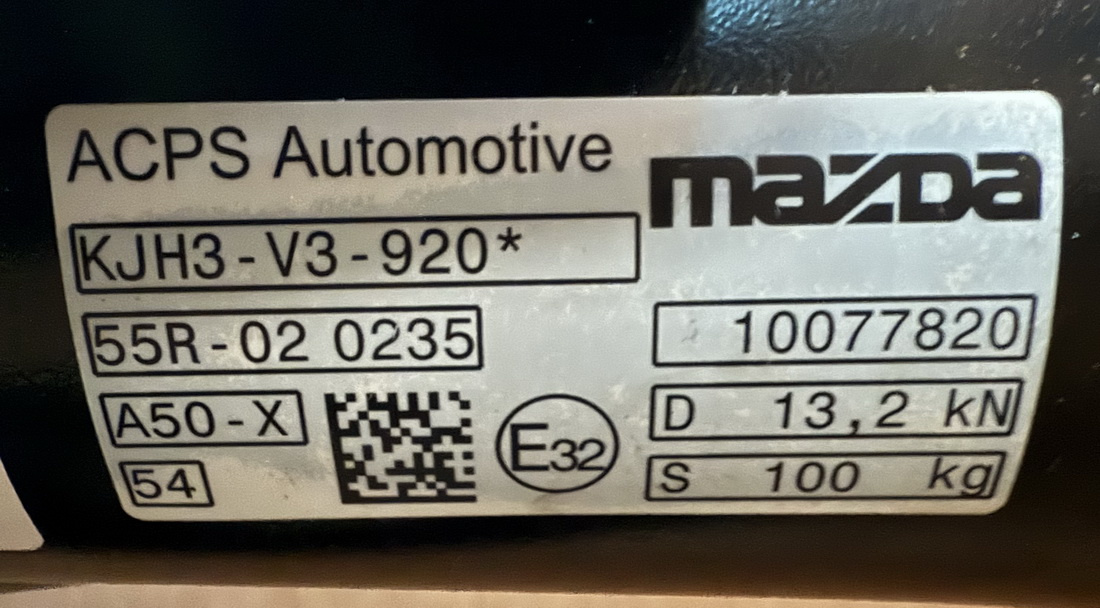 ACPS Automotive
mazda
KJH3-V3-920*
55R-02 0235
10077820
A50-X
E32
D 13,2 kN
54
S 100 kg